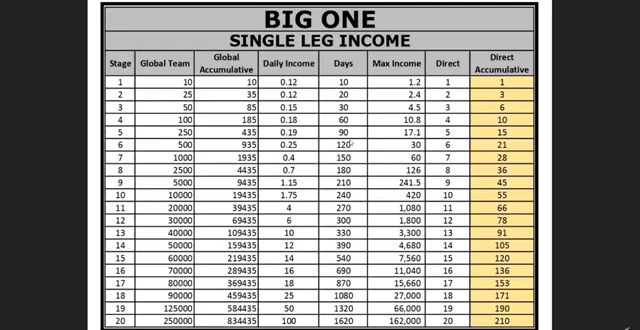 BIG ONE
SINGLE LEG INCOME
Stage Global Team Global Accumulative Daily Income Days Max Income Direct Direct Accumulative
1 10 10 0.12 10 1.2 1 1
2 25 35 0.12 20 2.4 2 3
3 50 85 0.15 30 4.5 3 6
4 100 185 0.18 60 10.8 4 10
5 250 435 0.19 90 17.1 5 15
6 500 935 0.25 120 30 6 21
7 1000 1935 0.4 150 60 7 28
8 2500 4435 0.7 180 126 8 36
9 5000 9435 1.15 210 241.5 9 45
10 10000 19435 1.75 240 420 10 55
11 20000 39435 4 270 1,080 11 66
12 30000 69435 6 300 1,800 12 78
13 40000 109435 10 330 3,300 13 91
14 50000 159435 12 390 4,680 14 105
15 60000 219435 14 540 7,560 15 120
16 70000 289435 16 690 11,040 16 136
17 80000 369435 18 870 15,660 17 153
18 90000 459435 25 1080 27,000 18 171
19 125000 584435 50 1320 66,000 19 190
20 250000 834435 100 1620 162,000 20 210